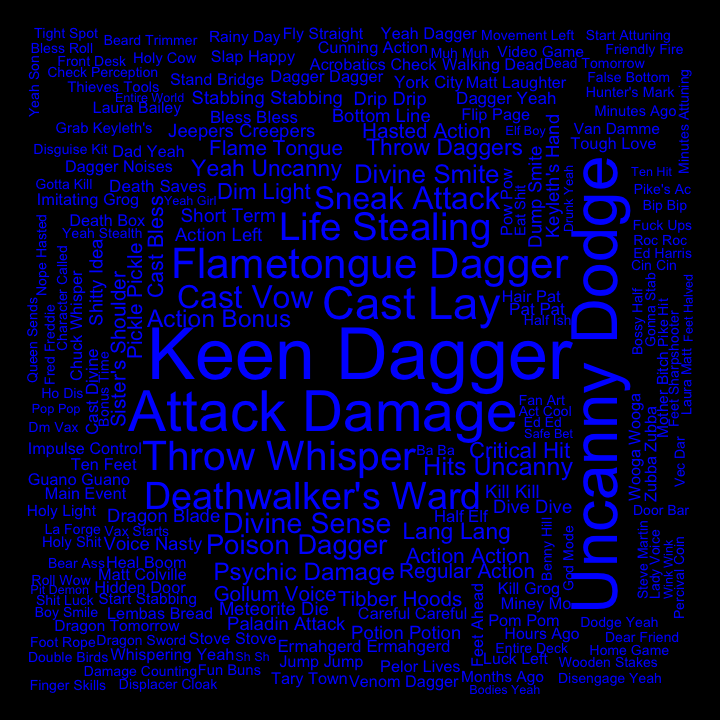 Tight Spot
Beard Trimmer
Rainy Day
Fly Straight
Yeah Dagger
Movement Left
Start Attuning
Bless Roll
Front Desk
Holy Cow
Slap Happy
Cunning Action
Muh Muh
Video Game
Friendly Fire
Check Perception
Acrobatics Check
Walking Dead
Dead Tomorrow
Yeah Song
Thieves Tools
Stand Bridge
Dagger Dagger
York City
Matt Laughter
False Bottom
Entire World
Stabbing Stabbing
Drip Drip
Dagger Yeah
Hunter's Mark
Laura Bailey
Bless Bless
Bottom Line
Flip Page
Minutes Ago
Minutes Attuning
Grab Keyleth's
Jeepers Creepers
Hasted Action
Elf Boy
Van Damme
Disguise Kit
Dad Yeah
Flame Tongue
Throw Daggers
Keyleth's Hand
Tough Love
Dagger Noises
Yeah Uncanny
Divine Smite
Dump Smite
Drunk Yeah
Ten Hit
Gotta Kill
Death Saves
Dim Light
Sneak Attack
Pow Pow
Eat Shit
Pike's Ac
Imitating Grog
Yeah Girl
Bip Bip
Death Box
Short Term
Life Stealing
Fuck Ups
Yeah Stealth
Cast Bless
Action Left
Uncanny Dodge
Roc Roc
Nope Hasted
Character Called
Shitty Idea
Pickle Pickle
Flametongue Dagger
Ed Harris
Cin Cin
Chuck Whisper
Sister's Shoulder
Cast Vow
Cast Lay
Hair Pat
Pat Pat
Bossy Half
Gonna Stab
Feet Halved
Queen Sends
Fred Freddie
Action Bonus
Half Ish
Pike Hit
Keen Dagger
Mother Bitch
Feet Sharpshooter
Laura Matt
Cast Divine
Bonus Time
Ho Dis
Pop Pop
Attack Damage
Fan Art
Act Cool
Ed Ed
Safe Bet
Wooga Wooga
Zubba Zubba
Dm Vax
Impulse Control
Throw Whisper
Ba Ba
Critical Hit
Vec Dar
Ten Feet
Hits Uncanny
Guano Guano
Main Event
Deathwalker's Ward
Kill Kill
Holy Light
Dragon Blade
Divine Sense
Half Elf
Dive Dive
Door Bar
La Forge
Vax Starts
Lang Lang
Benny Hill
God Mode
Steve Martin
Lady Voice
Wink Wink
Percival Coin
Holy Shit
Voice Nasty
Poison Dagger
Action Action
Bear Ass
Heal Boom
Roll Wow
Matt Colville
Psychic Damage
Regular Action
Pit Demon
Hidden Door
Gollum Voice
Tibber Hoods
Kill Grog
Shit Luck
Start Stabbing
Miney Mo
Boy Smile
Lembas Bread
Meteorite Die
Careful Careful
Feet Ahead
Pom Pom
Dodge Yeah
Dragon Tomorrow
Paladin Attack
Potion Potion
Hours Ago
Dear Friend
Foot Rope
Dragon Sword
Stove Stove
Ermahgerd Ermahgerd
Entire Deck
Home Game
Double Birds
Whispering Yeah
Sh Sh
Jump Jump
Pelor Lives
Luck Left
Wooden Stakes
Damage Counting
Fun Buns
Tary Town
Venom Dagger
Months Ago
Disengage Yeah
Finger Skills
Displacer Cloak
Bodies Yeah